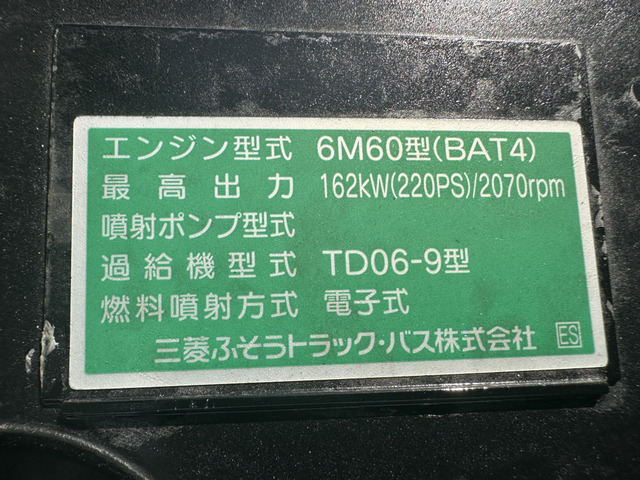 エンジン型式 6M60型(BAT4)
最高出力 162kW(220PS)/2070rpm
噴射ポンプ型式
過給機型式 TD06-9型
燃料噴射方式 電子式
三菱ふそうトラック・バス株式会社 ES